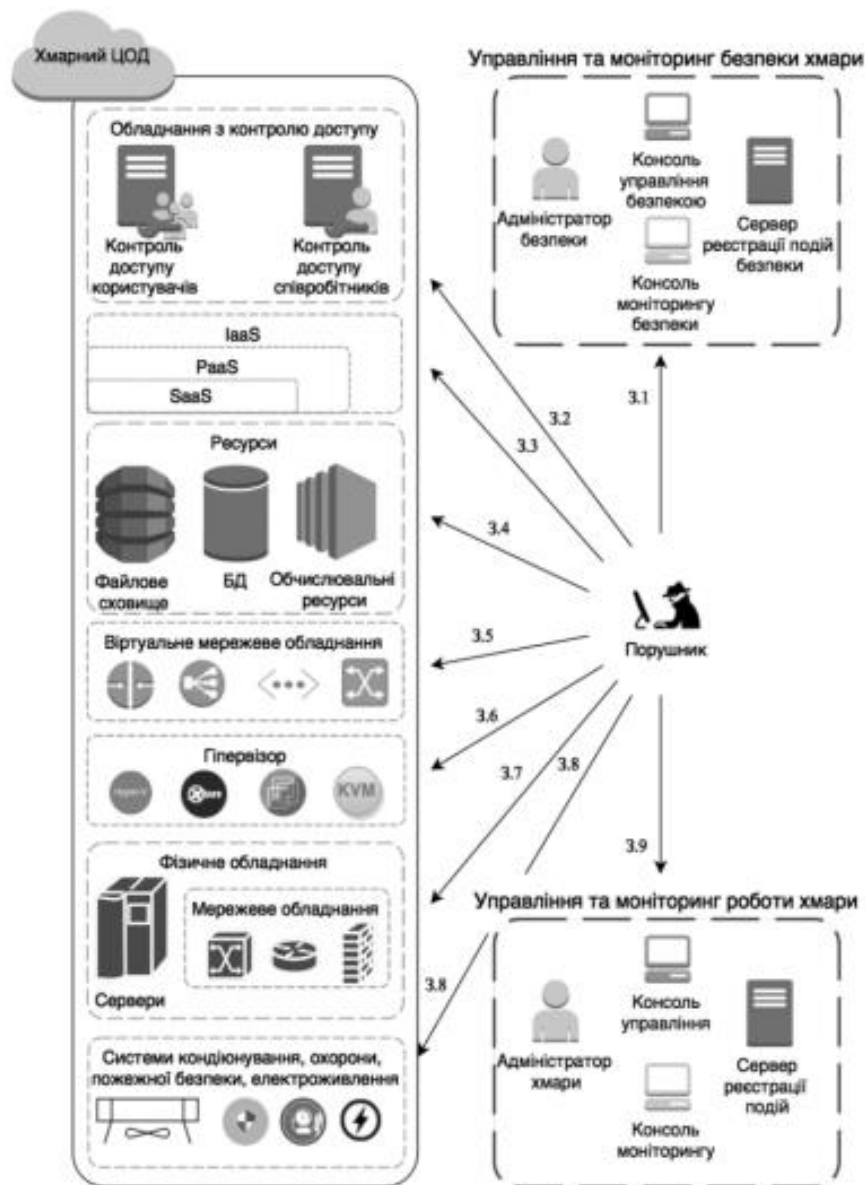 Хмарний ЦОД
Управління та моніторинг безпеки хмари
Обладнання з контролю доступу
Контроль
доступу
користувачів
Контроль
доступу
співробітників
Консоль
управління
безпекою
Адміністратор
безпеки
Сервер
реєстрації подій
безпеки
Консоль
моніторингу
безпеки
IaaS
PaaS
SaaS
3.1
3.2
3.3
Ресурси
3.4
Файлове
сховище
БД
Обчислювальні
ресурси
Порушник
Віртуальне мережеве обладнання
3.5
3.6
Гіпервізор
KVM
3.7
3.8
3.9
Фізичне обладнання
Мережеве обладнання
Сервери
3.8
Управління та моніторинг роботи хмари
Консоль
управління
Адміністратор
хмари
Сервер
реєстрації
подій
Консоль
моніторингу
Системи кондіюнування, охорони,
пожежної безпеки, електроживлення